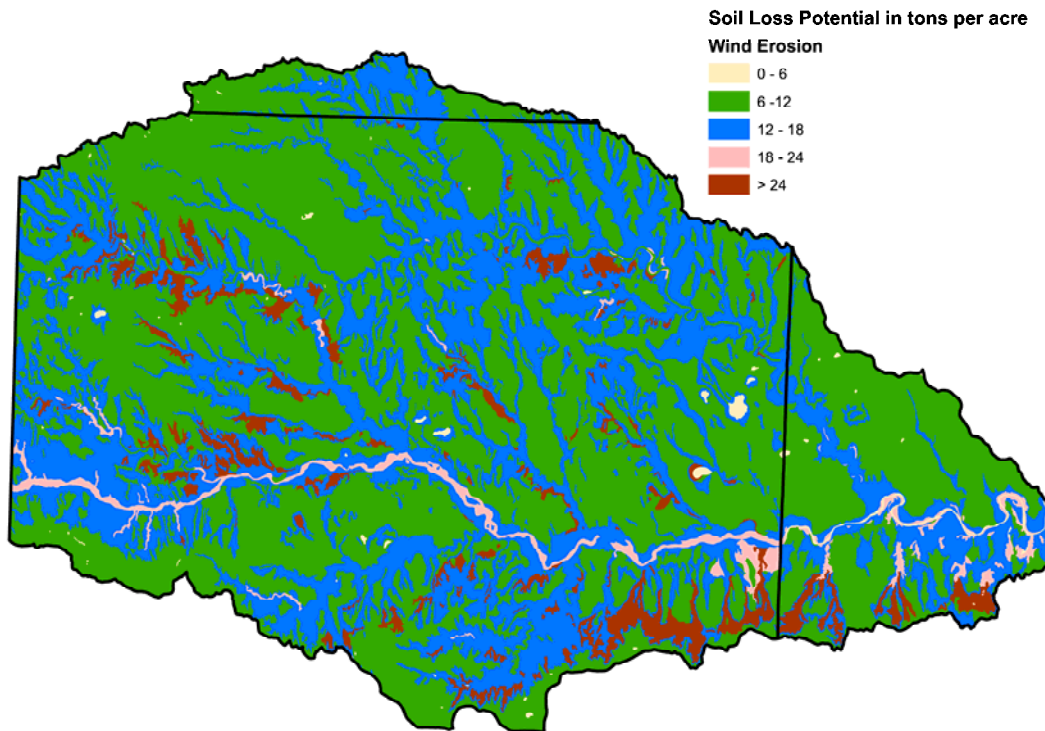 Soil Loss Potential in tons per acre
Wind Erosion
0 - 6
6 -12
12 - 18
18 - 24
> 24